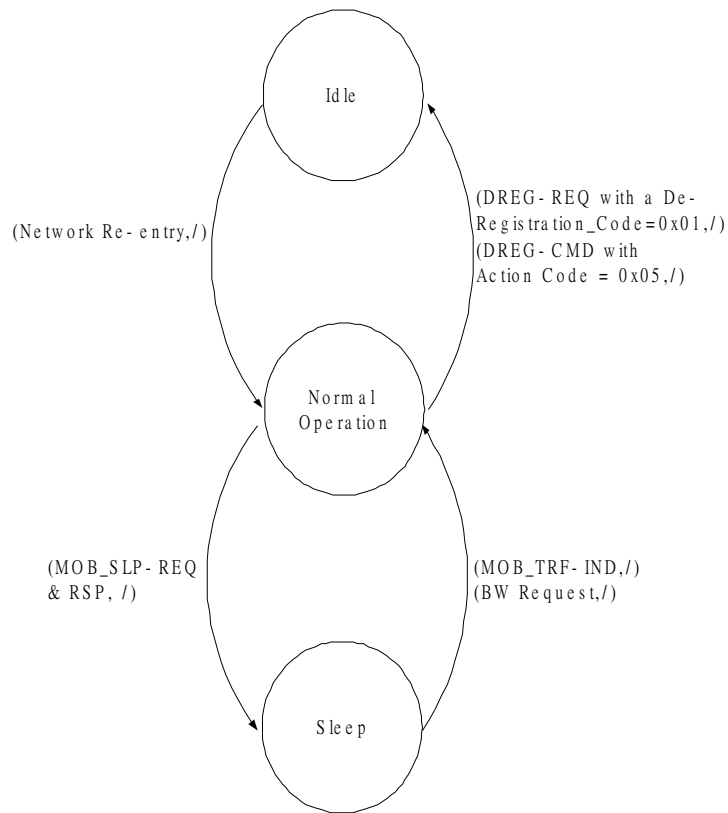 Idle
(Network Re-entry,/)
(DREG-REQ with a De-
Registration_Code=0x01,/)
(DREG-CMD with
Action Code = 0x05,/)
Normal
Operation
(MOB_SLP-REQ
& RSP, /)
(MOB_TRF-IND,/)
(BW Request,/)
Sleep